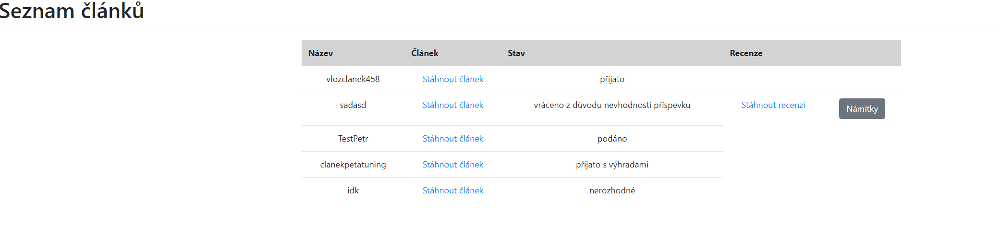 Seznam článků
Název Článek Stav Recenze
vlozclanek458 Stáhnout článek přijato
sadasd Stáhnout článek vráceno z důvodu nevhodnosti příspevku Stáhnout recenzi Námitky
TestPetr Stáhnout článek podáno
clanekpetatuning Stáhnout článek přijato s výhradami
idk Stáhnout článek nerozhodné